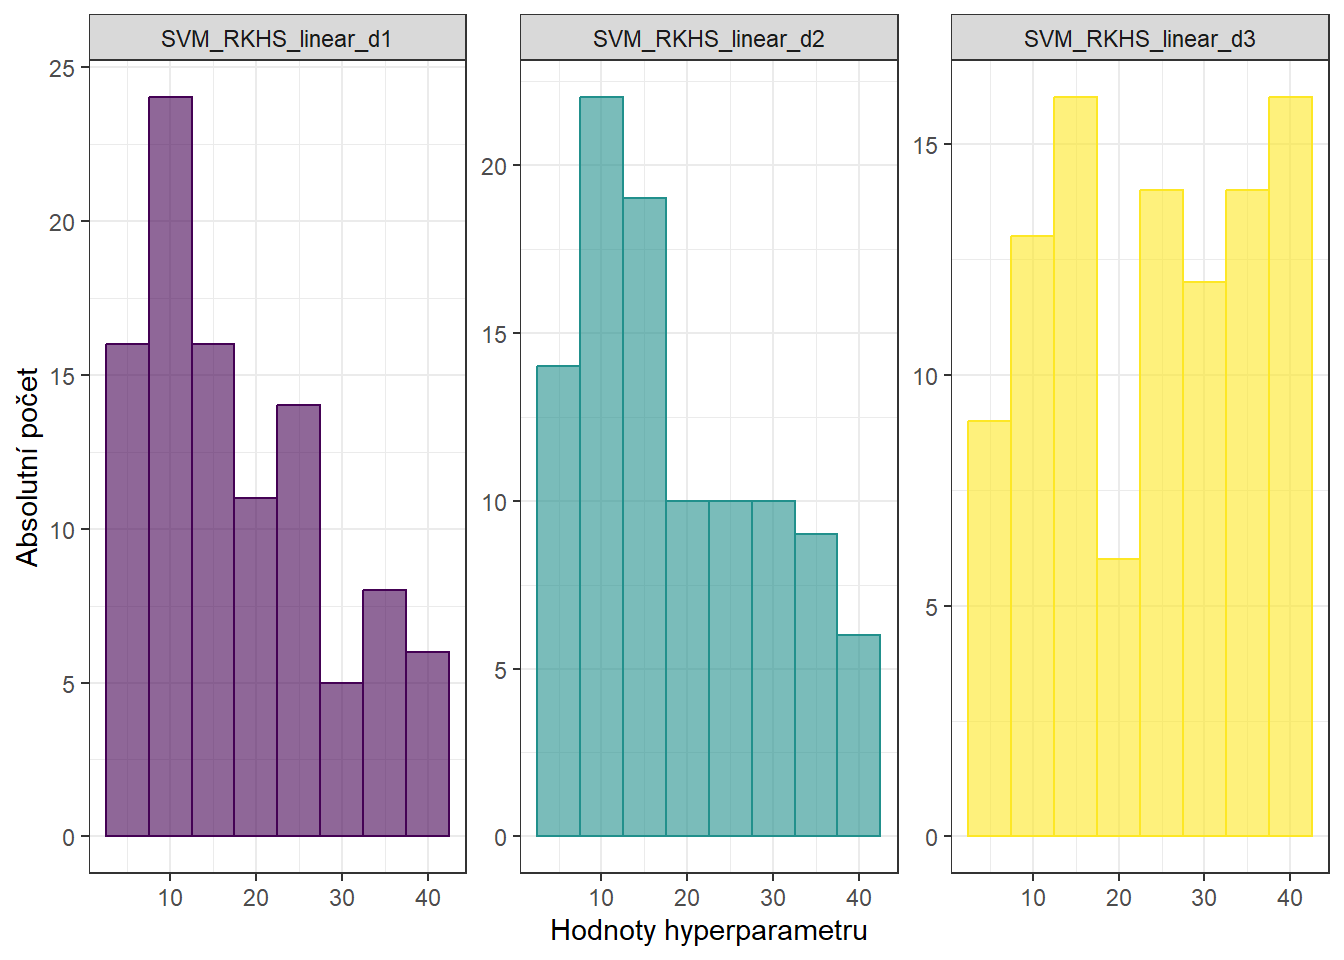 SVM_RKHS_linear_d1
SVM_RKHS_linear_d2
SVM_RKHS_linear_d3
Absolutní počet
25
20
15
10
5
0
20
15
10
5
0
15
10
5
0
10 20 30 40
10 20 30 40
10 20 30 40
Hodnoty hyperparametru